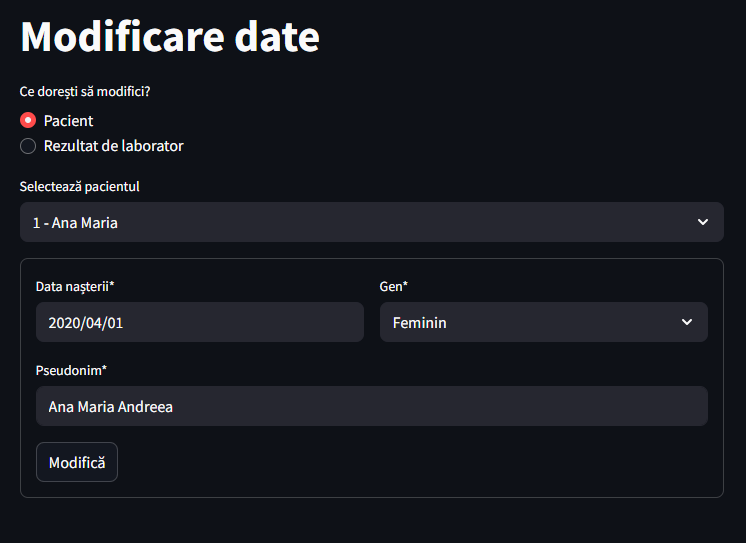 Modificare date
Ce dorești să modifici?
Pacient
Rezultat de laborator
Selectează pacientul
1 - Ana Maria
Data nașterii* Gen*
2020/04/01 Feminin
Pseudonim*
Ana Maria Andreea
Modifică